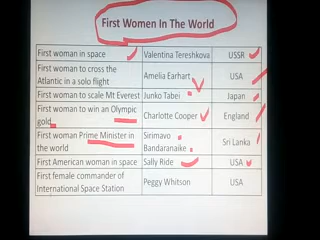 First Women In The World
First woman in space Valentina Tereshkova USSR
First woman to cross the
Atlantic in a solo flight Amelia Earhart USA
First woman to scale Mt Everest Junko Tabei Japan
First woman to win an Olympic
gold Charlotte Cooper England
First woman Prime Minister in
the world Sirimavo
Bandaranaike Sri Lanka
First American woman in space Sally Ride USA
First female commander of
International Space Station Peggy Whitson USA